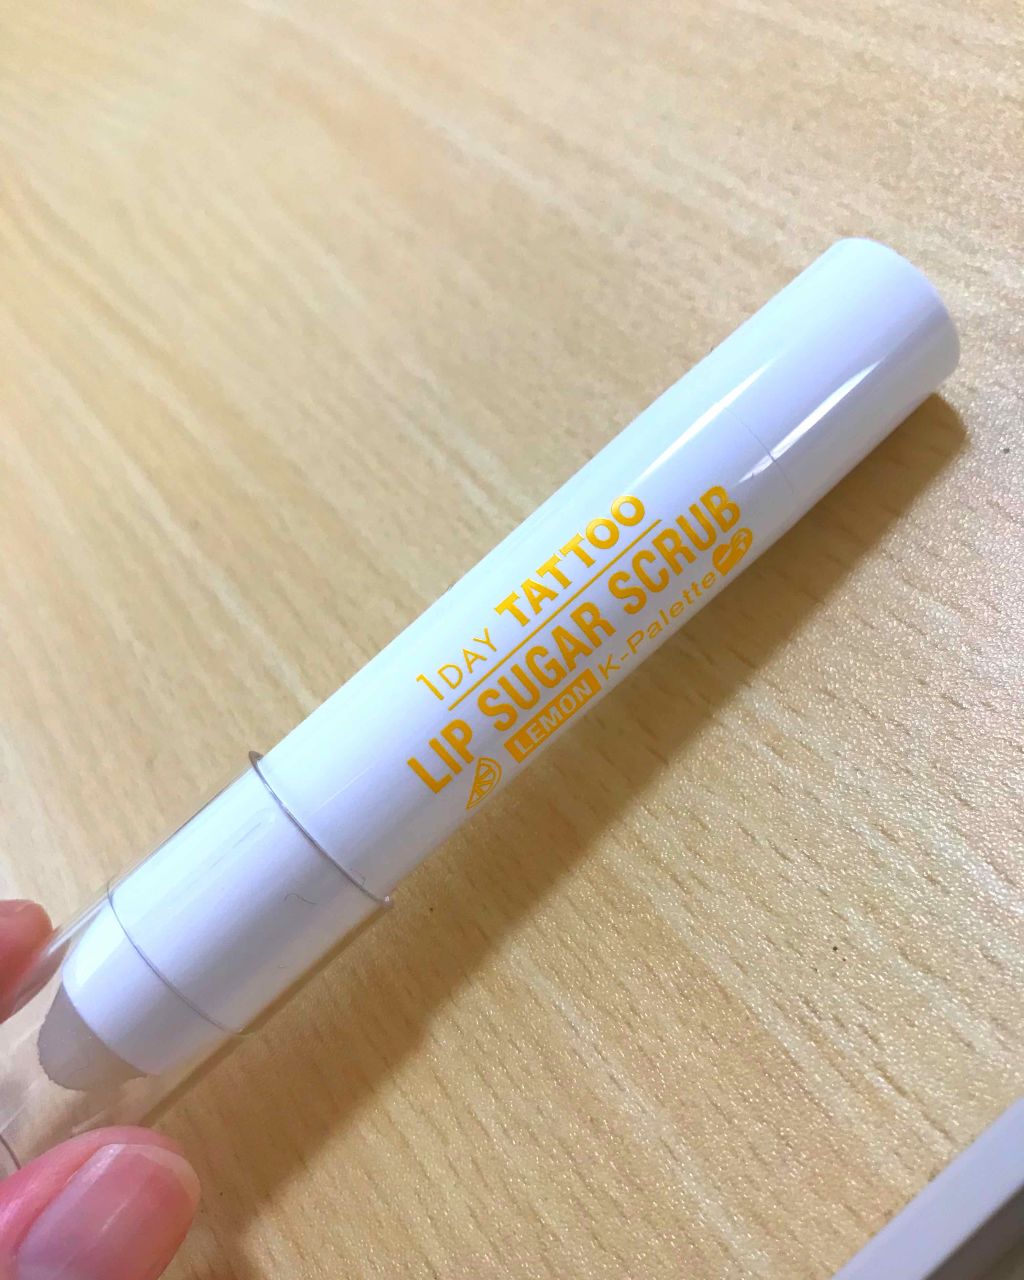 1DAY TATTOO
LIP SUGAR SCRUB
LEMON K-Palette